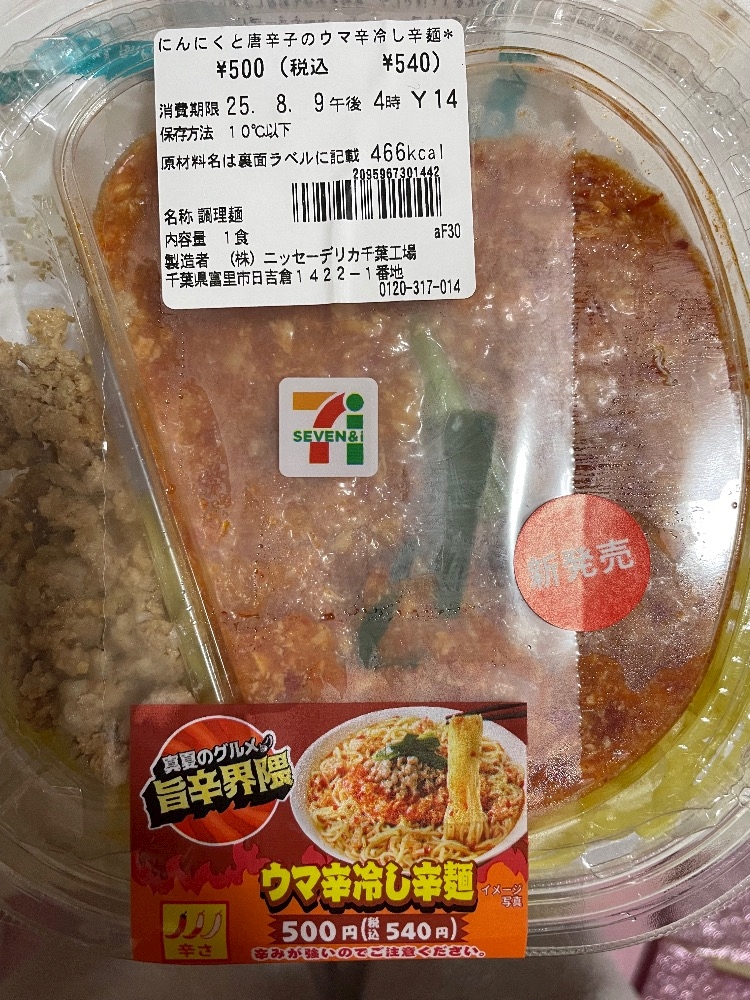 にんにくと唐辛子のウマ辛冷し辛麺*
¥500(税込 ¥540)
消費期限 25. 8. 9午後 4時 Y14
保存方法 10℃以下
原材料名は裏面ラベルに記載 466kcal
2095967301442
名称 調理麺
内容量 1食 aF30
製造者 (株)ニッセーデリカ千葉工場
千葉県富里市日吉倉1422-1番地
0120-317-014
7i
SEVEN&i
新発売
真夏のグルメ
旨辛界隈
ウマ辛冷し辛麺
イメージ
写真
辛さ
500円(税込540円)
辛みが強いのでご注意ください。